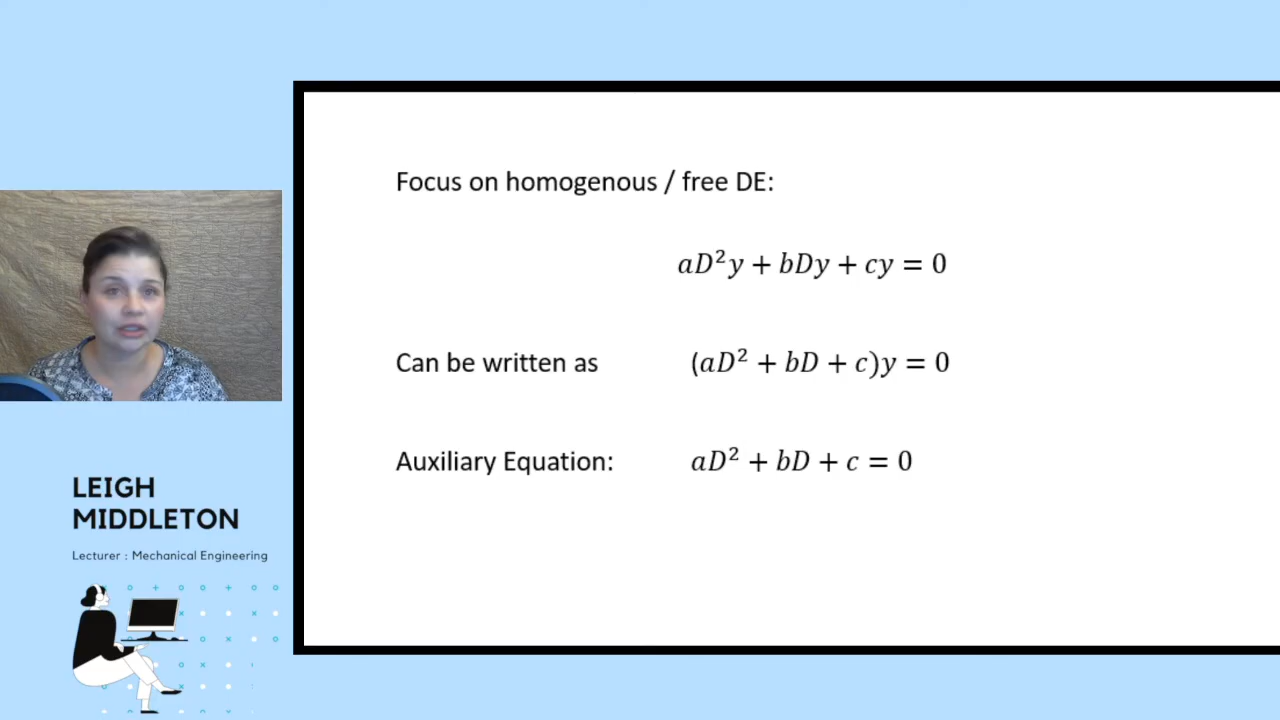 Focus on homogenous / free DE:
aD²y + bDy + cy = 0
Can be written as (aD² + bD + c)y = 0
Auxiliary Equation: aD² + bD + c = 0
LEIGH
MIDDLETON
Lecturer : Mechanical Engineering